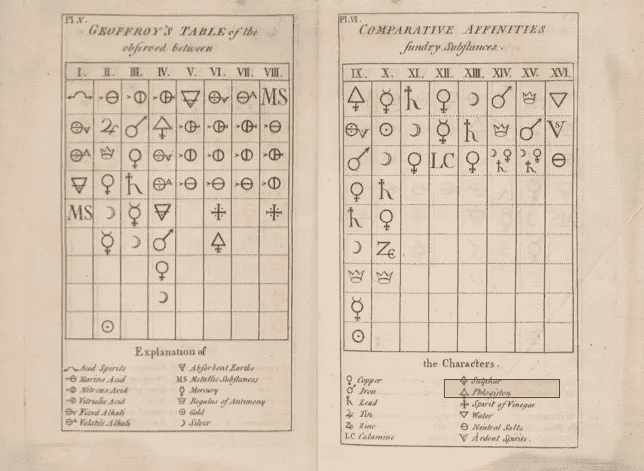 Pl.V.
GEOFFROY'S TABLE of the
observed between
I. II. III. IV. V. VI. VII. VIII.
MS
MS
Explanation of
Acid Spirits
Marine Acid
Nitrous Acid
Vitriolic Acid
Fixed Alkali
Volatile Alkali
Absorbent Earths
MS Metallic Substances
Mercury
Regulus of Antimony
Gold
Silver
Pl.VI.
COMPARATIVE AFFINITIES
sundry Substances.
IX. X. XI. XII. XIII. XIV. XV. XVI.
LC
the Characters.
Copper
Iron
Lead
Tin
Zinc
LC Calamine
Sulphur
Phlogiston
Spirit of Vinegar
Water
Neutral Salts
Ardent Spirits.